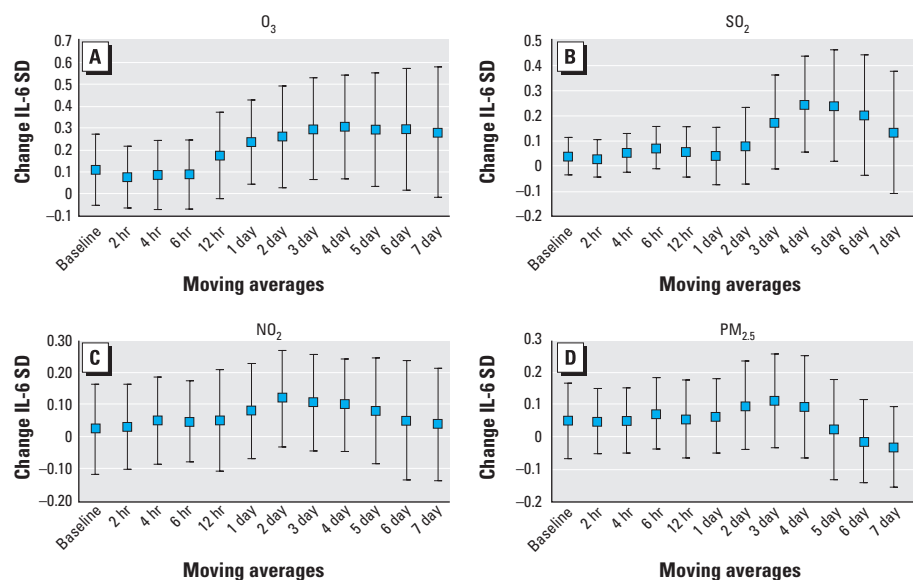 O₃
A
Change IL-6 SD
0.7
0.6
0.5
0.4
0.3
0.2
0.1
0
–0.1
Baseline
2 hr
4 hr
6 hr
12 hr
1 day
2 day
3 day
4 day
5 day
6 day
7 day
Moving averages
SO₂
B
Change IL-6 SD
0.5
0.4
0.3
0.2
0.1
0
–0.1
–0.2
Baseline
2 hr
4 hr
6 hr
12 hr
1 day
2 day
3 day
4 day
5 day
6 day
7 day
Moving averages
NO₂
C
Change IL-6 SD
0.30
0.20
0.10
0
–0.10
–0.20
Baseline
2 hr
4 hr
6 hr
12 hr
1 day
2 day
3 day
4 day
5 day
6 day
7 day
Moving averages
PM₂.₅
D
Change IL-6 SD
0.3
0.2
0.1
0
–0.1
–0.2
Baseline
2 hr
4 hr
6 hr
12 hr
1 day
2 day
3 day
4 day
5 day
6 day
7 day
Moving averages